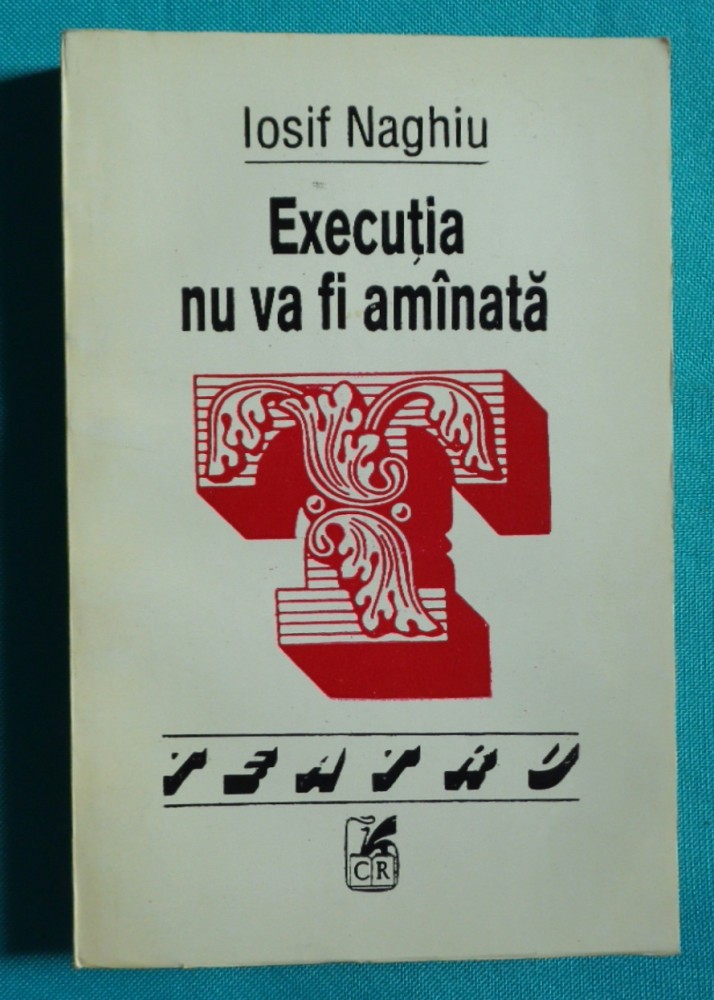 Iosif Naghiu
Execuția
nu va fi amînată
T
TEATRU
CR